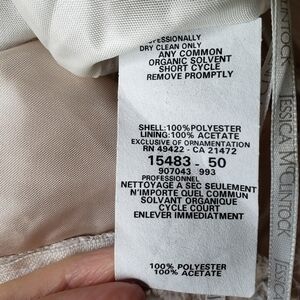 PROFESSIONALLY
DRY CLEAN ONLY
ANY COMMON
ORGANIC SOLVENT
SHORT CYCLE
REMOVE PROMPTLY
SHELL:100%POLYESTER
LINING:100% ACETATE
EXCLUSIVE OF ORNAMENTATION
RN 49422 - CA 21472
15483 - 50
907043 993
PROFESSIONNEL
NETTOYAGE A SEC SEULEMENT
N'IMPORTE QUEL COMMUN
SOLVANT ORGANIQUE
CYCLE COURT
ENLEVER IMMEDIATMENT
100% POLYESTER
100% ACETATE
JESSICA McCLINTOCK